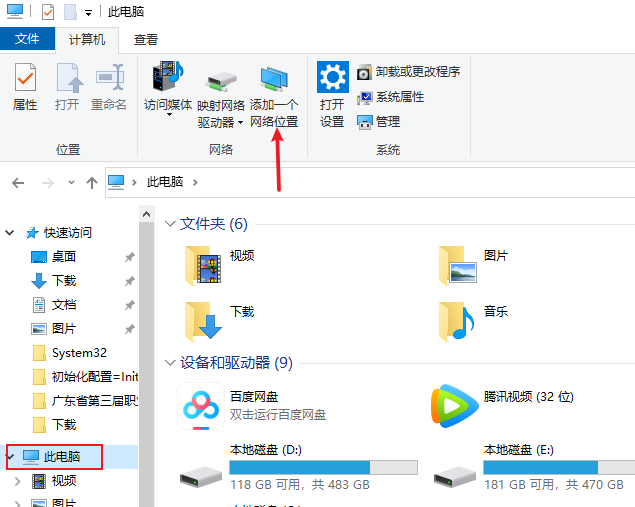 此电脑
文件 计算机 查看
属性 打开 重命名 访问媒体 映射网络驱动器 添加一个网络位置 打开设置 卸载或更改程序
系统属性
管理
位置 网络 系统
此电脑
快速访问
桌面
下载
文档
图片
System32
初始化配置=Init
广东省第三届职
下载
此电脑
视频
图片
文件夹 (6)
视频 图片
下载 音乐
设备和驱动器 (9)
百度网盘
双击运行百度网盘
腾讯视频 (32 位)
本地磁盘 (D:)
118 GB 可用，共 483 GB
本地磁盘 (E:)
181 GB 可用，共 470 GB